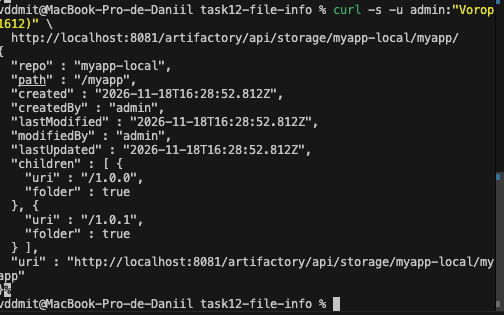 vddmit@MacBook-Pro-de-Daniil task12-file-info % curl -s -u admin:"Vorop
1612)" \
  http://localhost:8081/artifactory/api/storage/myapp-local/myapp/
{
  "repo" : "myapp-local",
  "path" : "/myapp",
  "created" : "2026-11-18T16:28:52.812Z",
  "createdBy" : "admin",
  "lastModified" : "2026-11-18T16:28:52.812Z",
  "modifiedBy" : "admin",
  "lastUpdated" : "2026-11-18T16:28:52.812Z",
  "children" : [ {
    "uri" : "/1.0.0",
    "folder" : true
  }, {
    "uri" : "/1.0.1",
    "folder" : true
  } ],
  "uri" : "http://localhost:8081/artifactory/api/storage/myapp-local/my
app"
}%
vddmit@MacBook-Pro-de-Daniil task12-file-info %